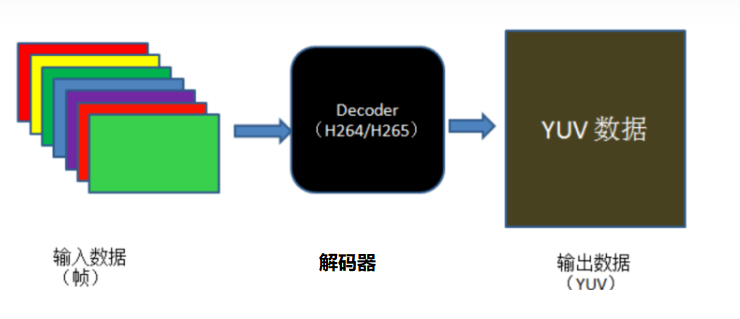 Decoder
（H264/H265）
YUV 数据
输入数据
（帧）
解码器
输出数据
（YUV）